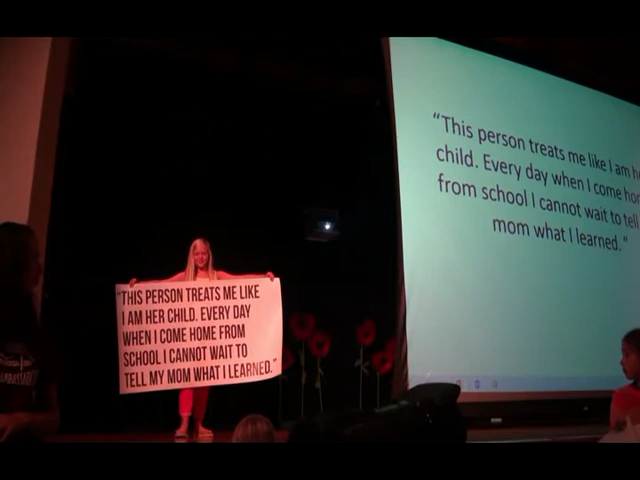 "THIS PERSON TREATS ME LIKE
I AM HER CHILD. EVERY DAY
WHEN I COME HOME FROM
SCHOOL I CANNOT WAIT TO
TELL MY MOM WHAT I LEARNED."
"This person treats me like I am
child. Every day when I come
from school I cannot wait to tell
mom what I learned."